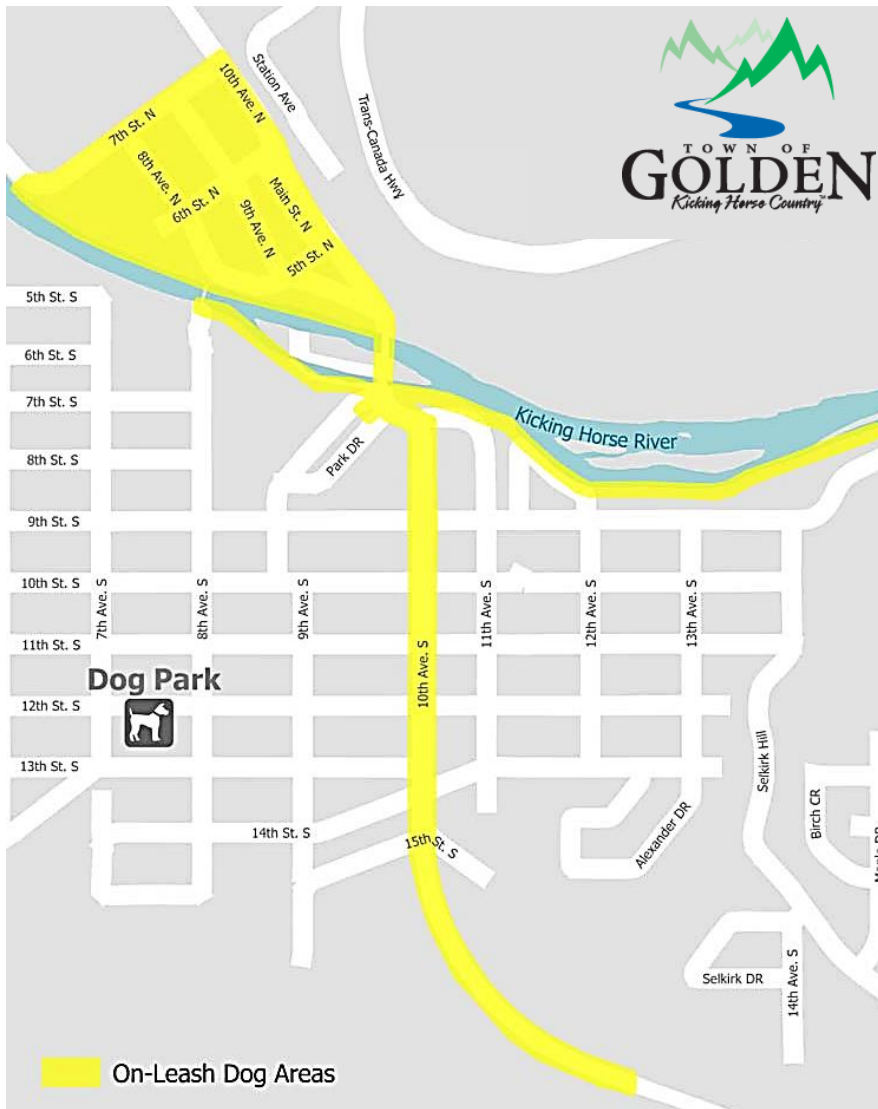 TOWN OF
GOLDEN
Kicking Horse Country
Station Ave
10th Ave. N
Trans-Canada Hwy
7th St. N
8th Ave. N
6th St. N
Main St. N
9th Ave. N
5th St. N
5th St. S
6th St. S
7th St. S
Kicking Horse River
Park DR
8th St. S
9th St. S
10th St. S
7th Ave. S
8th Ave. S
9th Ave. S
10th Ave. S
11th Ave. S
12th Ave. S
13th Ave. S
11th St. S
Dog Park
12th St. S
13th St. S
Selkirk Hill
Birch CR
14th St. S
15th St. S
Alexander DR
Selkirk DR
14th Ave. S
On-Leash Dog Areas